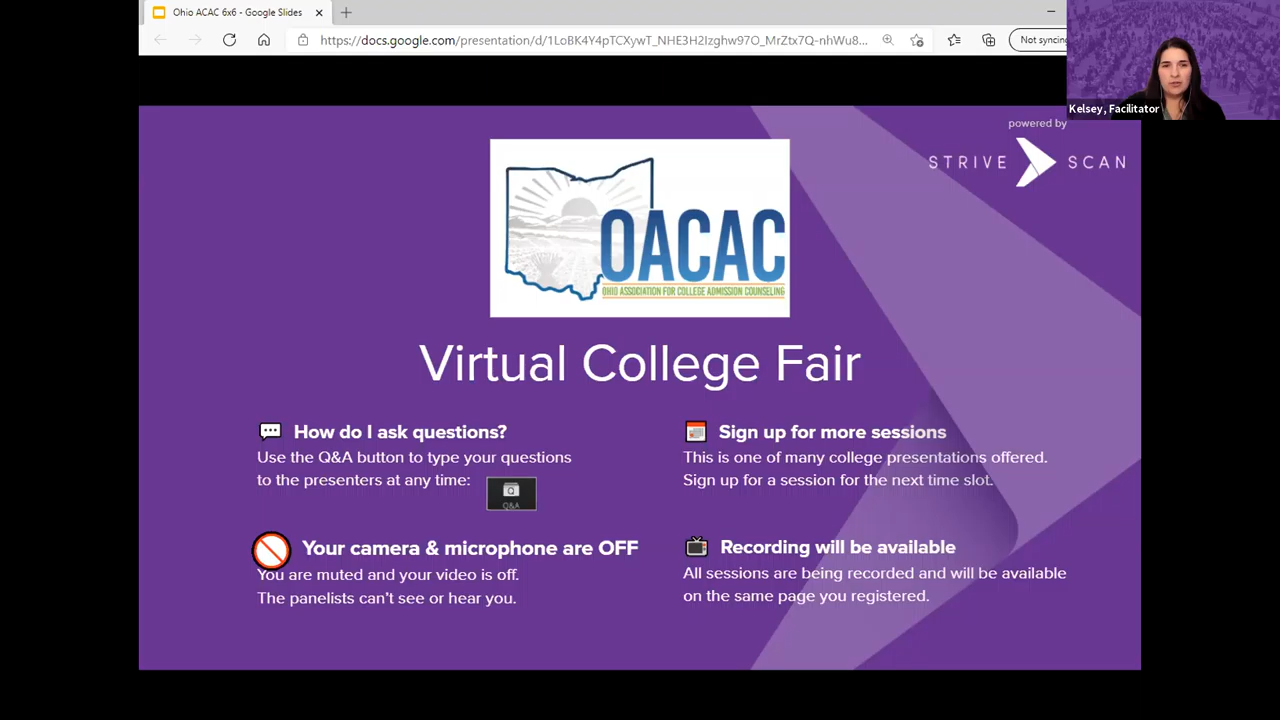 Ohio ACAC 6x6 - Google Slides
https://docs.google.com/presentation/d/1LoBK4Y4pTCXywT_NHE3H2Izghw97O_MrZtx7Q-nhWu8...
Not syncing
Kelsey, Facilitator
powered by
STRIVE SCAN
OACAC
OHIO ASSOCIATION FOR COLLEGE ADMISSION COUNSELING
Virtual College Fair
How do I ask questions?
Use the Q&A button to type your questions
to the presenters at any time:
Q
Q&A
Sign up for more sessions
This is one of many college presentations offered.
Sign up for a session for the next time slot.
Your camera & microphone are OFF
You are muted and your video is off.
The panelists can't see or hear you.
Recording will be available
All sessions are being recorded and will be available
on the same page you registered.